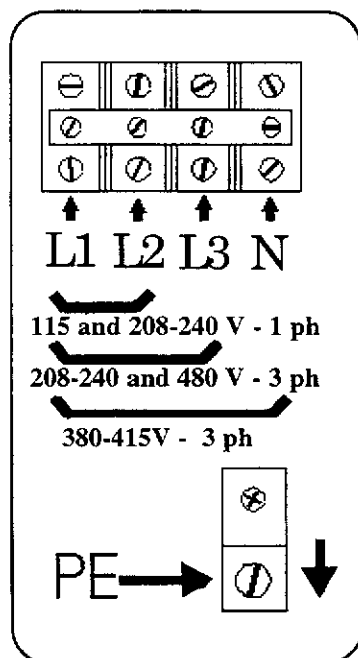 L1 L2 L3 N
115 and 208-240 V - 1 ph
208-240 and 480 V - 3 ph
380-415V - 3 ph
PE